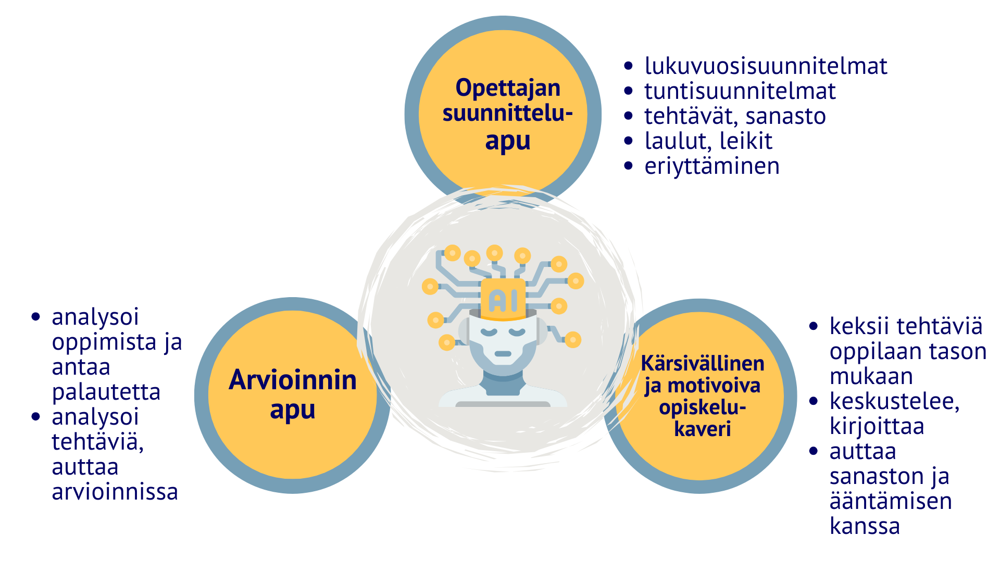 Opettajan
suunnittelu-
apu
• lukuvuosisuunnitelmat
• tuntisuunnitelmat
• tehtävät, sanasto
• laulut, leikit
• eriyttäminen
AI
• analysoi
oppimista ja
antaa
palautetta
• analysoi
tehtäviä,
auttaa
arvioinnissa
Arvioinnin
apu
Kärsivällinen
ja motivoiva
opiskelu-
kaveri
• keksii tehtäviä
oppilaan tason
mukaan
• keskustelee,
kirjoittaa
• auttaa
sanaston ja
ääntämisen
kanssa